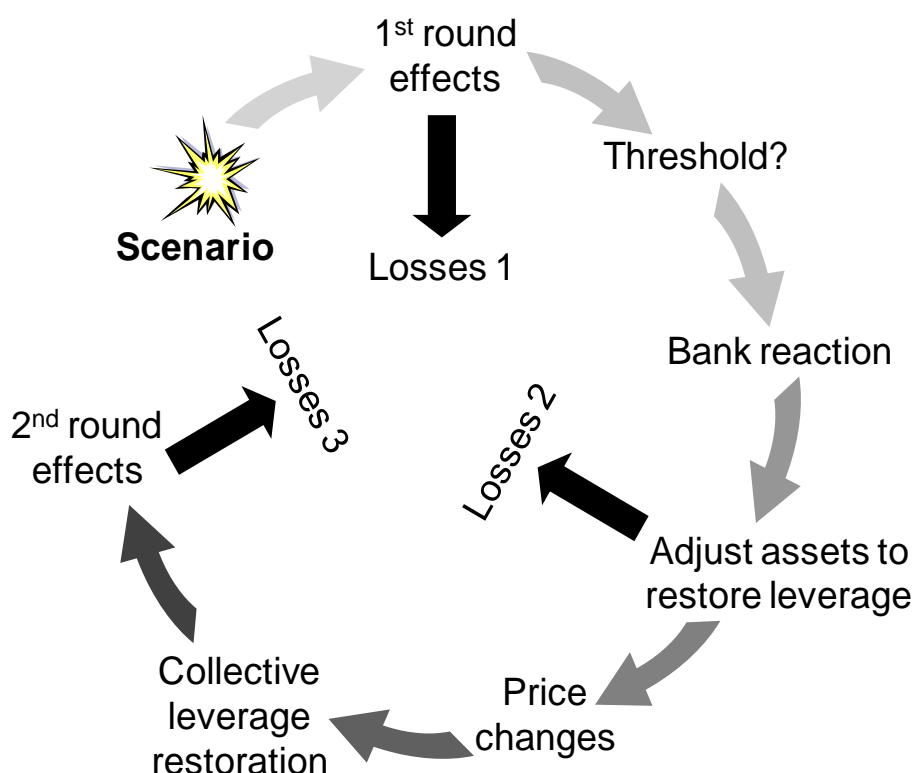 1st round
effects
Threshold?
Scenario
Losses 1
Bank reaction
Losses 3
Losses 2
2nd round
effects
Adjust assets to
restore leverage
Collective
leverage
restoration
Price
changes